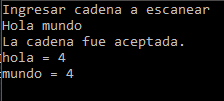 Ingresar cadena a escanear
Hola mundo
La cadena fue aceptada.
hola = 4
mundo = 4